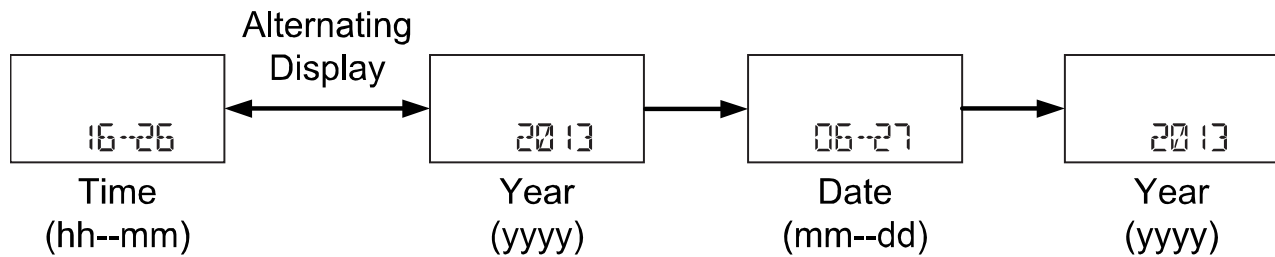 Alternating
Display
16--26
2013
06--27
2013
Time
(hh--mm)
Year
(yyyy)
Date
(mm--dd)
Year
(yyyy)